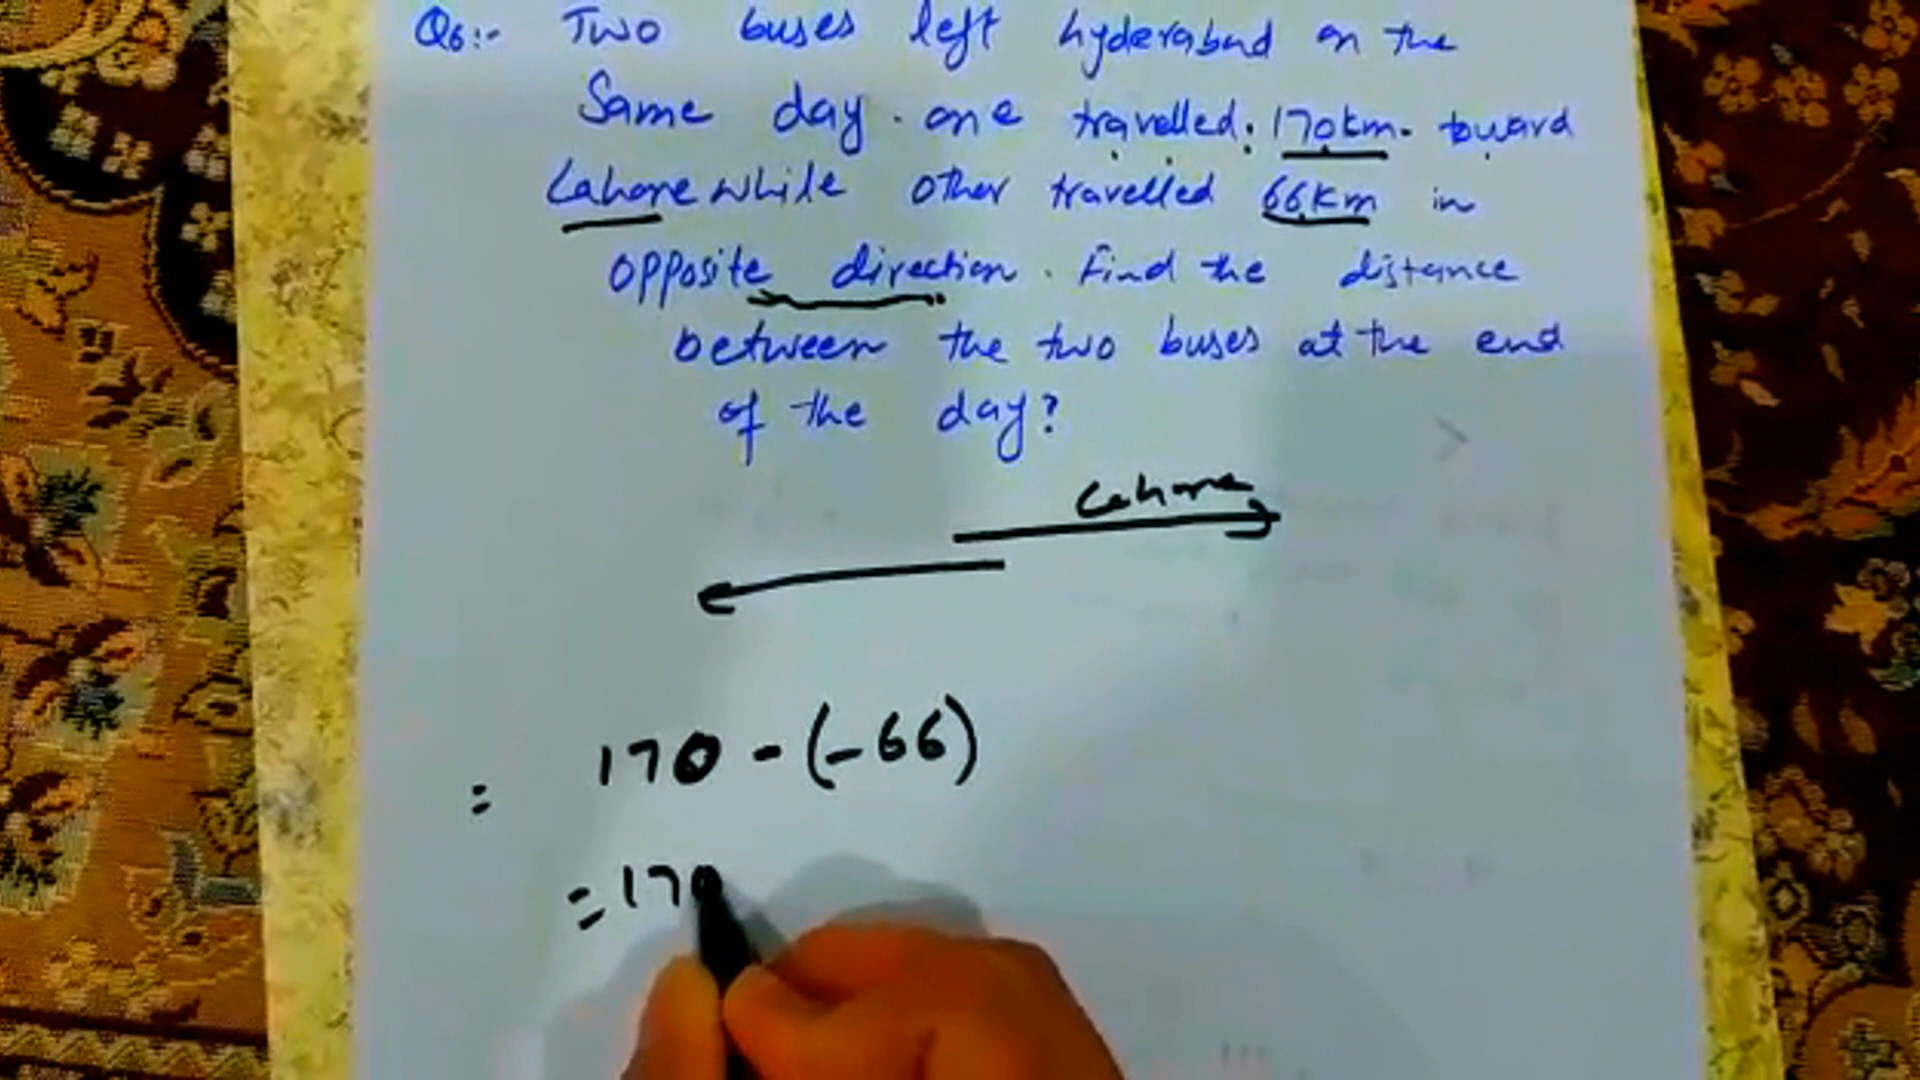 Q6:- Two buses left hyderabad on the
Same day. one travelled 170km. toward
Lahore while other travelled 66km in
opposite direction. Find the distance
between the two buses at the end
of the day?
Lahore
= 170 - (-66)
= 170